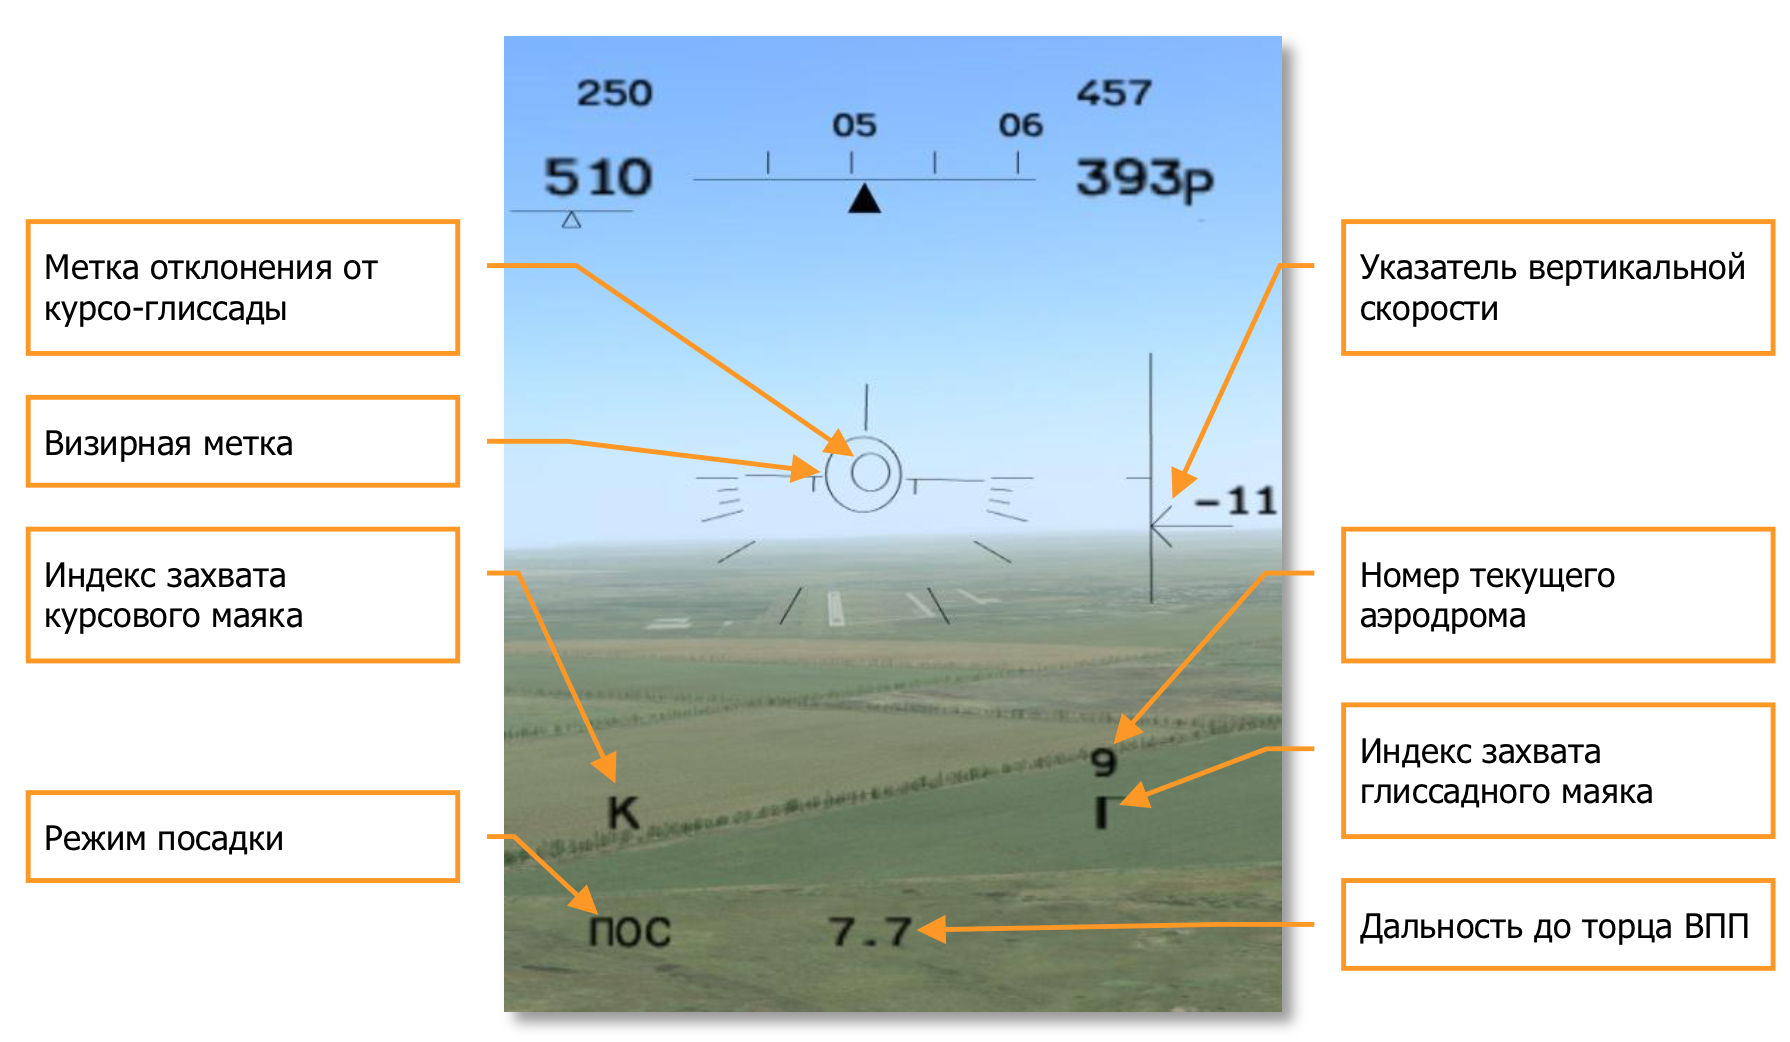 250
457
05
06
510
393р
Метка отклонения от
курсо-глиссады
Указатель вертикальной
скорости
Визирная метка
-11
Индекс захвата
курсового маяка
Номер текущего
аэродрома
9
Индекс захвата
глиссадного маяка
К
Г
Режим посадки
ПОС
7.7
Дальность до торца ВПП